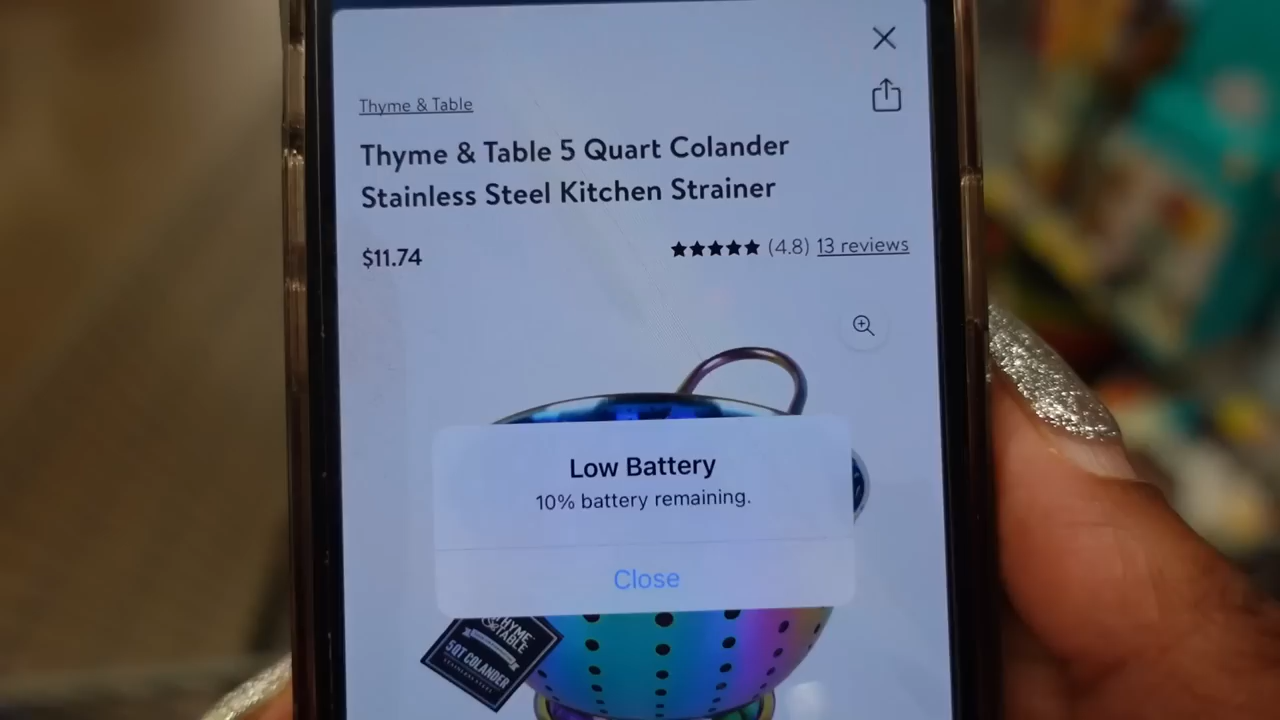 Thyme & Table
Thyme & Table 5 Quart Colander
Stainless Steel Kitchen Strainer
$11.74
(4.8) 13 reviews
Low Battery
10% battery remaining.
Close
THYME
& TABLE
5QT COLANDER